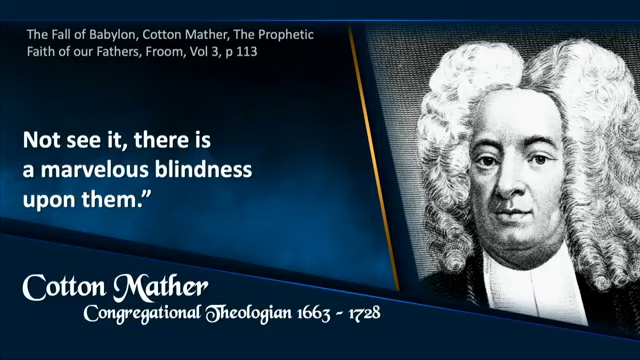 The Fall of Babylon, Cotton Mather, The Prophetic
Faith of our Fathers, Froom, Vol 3, p 113
Not see it, there is
a marvelous blindness
upon them.”
Cotton Mather
Congregational Theologian 1663 - 1728